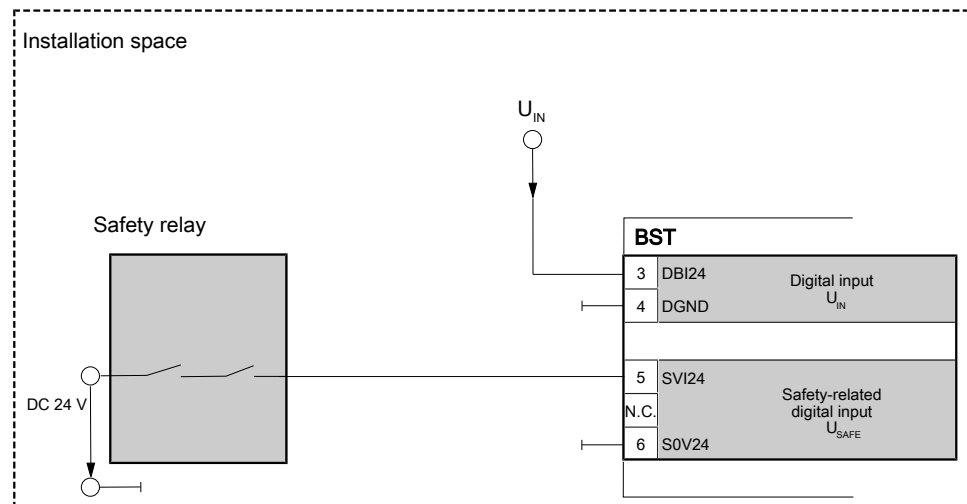 Installation space
U_IN
Safety relay
BST
3 DBI24
Digital input
U_IN
4 DGND
5 SVI24
DC 24 V
Safety-related
digital input
U_SAFE
N.C.
6 S0V24